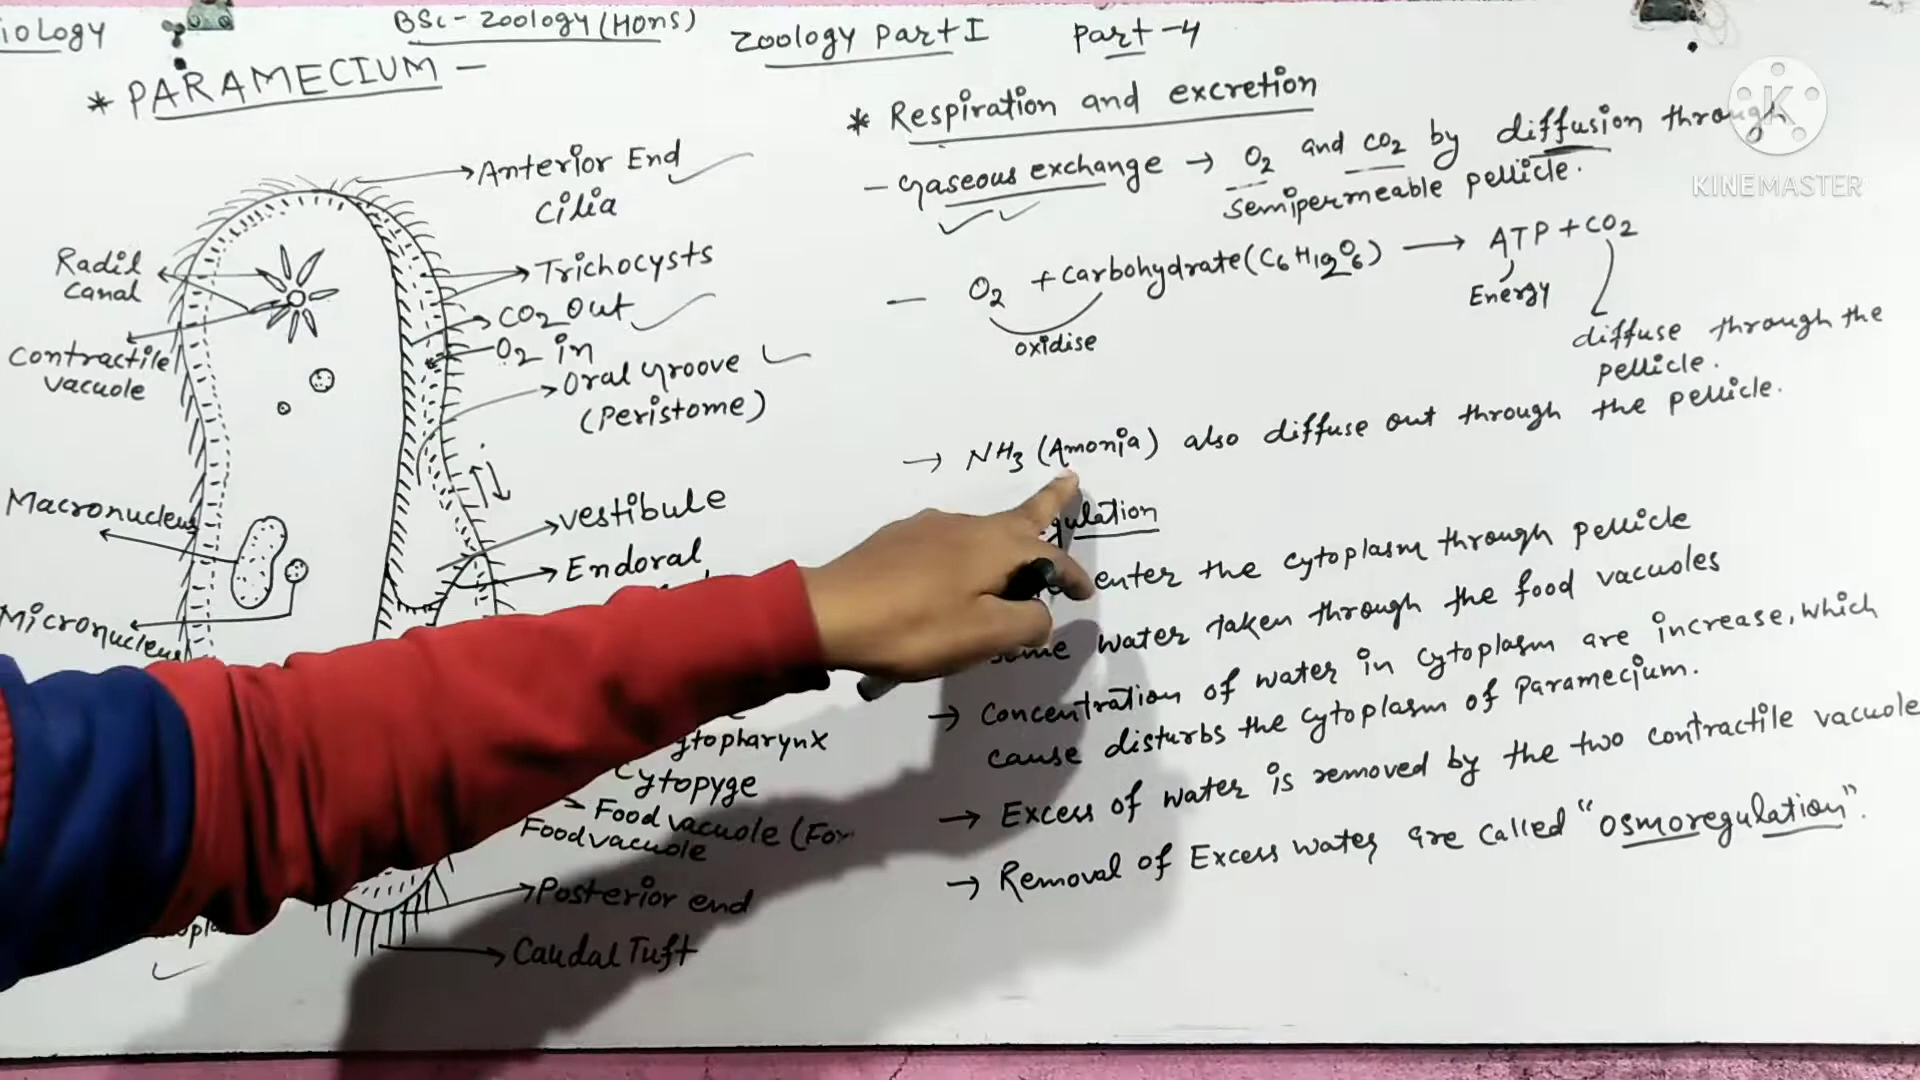 iology
BSc - Zoology (Hons)
Zoology Part I
Part - 4
* PARAMECIUM -
Anterior End
Cilia
Trichocysts
CO2 Out
O2 in
Oral groove
(Peristome)
vestibule
Endoral
Radil
canal
Contractile
vacuole
Macronucleus
Micronucleus
ytopharynx
Cytopyge
Food vacuole (For
Food vacuole
Posterior end
Caudal Tuft
* Respiration and excretion
- Gaseous exchange → O2 and CO2 by diffusion through
semipermeable pellicle.
- O2 + Carbohydrate (C6H12O6) → ATP + CO2
oxidise
Energy
diffuse through the
pellicle.
→ NH3 (Amonia) also diffuse out through the pellicle.
gulation
enter the cytoplasm through pellicle
some water taken through the food vacuoles
→ Concentration of water in cytoplasm are increase, which
cause disturbs the cytoplasm of Paramecium.
→ Excess of water is removed by the two contractile vacuole
→ Removal of Excess water are called "Osmoregulation".
K
KINEMASTER